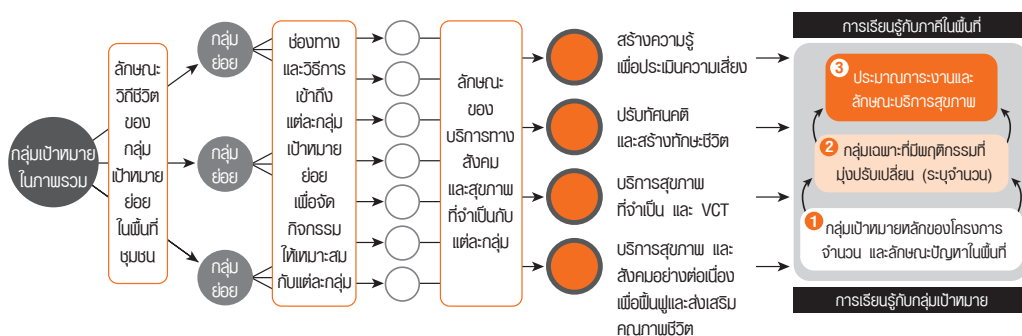 กลุ่มเป้าหมาย
ในภาพรวม
ลักษณะ
วิถีชีวิต
ของ
กลุ่ม
เป้าหมาย
ย่อย
ในพื้นที่
ชุมชน
กลุ่ม
ย่อย
กลุ่ม
ย่อย
กลุ่ม
ย่อย
ช่องทาง
และวิธีการ
เข้าถึง
แต่ละกลุ่ม
เป้าหมาย
ย่อย
เพื่อจัด
กิจกรรม
ให้เหมาะสม
กับแต่ละกลุ่ม
ลักษณะ
ของ
บริการทาง
สังคม
และสุขภาพ
ที่จำเป็นกับ
แต่ละกลุ่ม
สร้างความรู้
เพื่อประเมินความเสี่ยง
ปรับทัศนคติ
และสร้างทักษะชีวิต
บริการสุขภาพ
ที่จำเป็น และ VCT
บริการสุขภาพ และ
สังคมอย่างต่อเนื่อง
เพื่อฟื้นฟูและส่งเสริม
คุณภาพชีวิต
การเรียนรู้กับภาคีในพื้นที่
3 ประมาณภาระงานและ
ลักษณะบริการสุขภาพ
2 กลุ่มเฉพาะที่มีพฤติกรรมที่
มุ่งปรับเปลี่ยน (ระบุจำนวน)
1 กลุ่มเป้าหมายหลักของโครงการ
จำนวน และลักษณะปัญหาในพื้นที่
การเรียนรู้กับกลุ่มเป้าหมาย